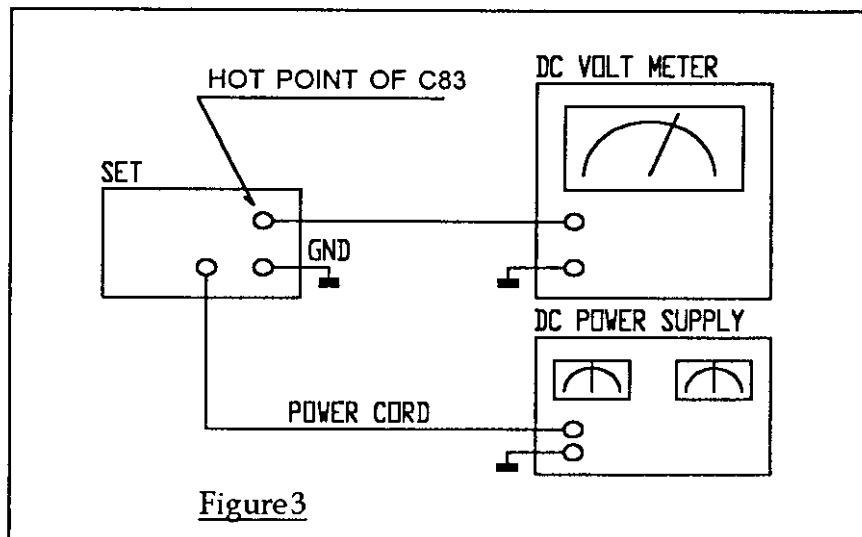 HOT POINT OF C83
DC VOLT METER
SET
GND
DC POWER SUPPLY
POWER CORD
Figure3